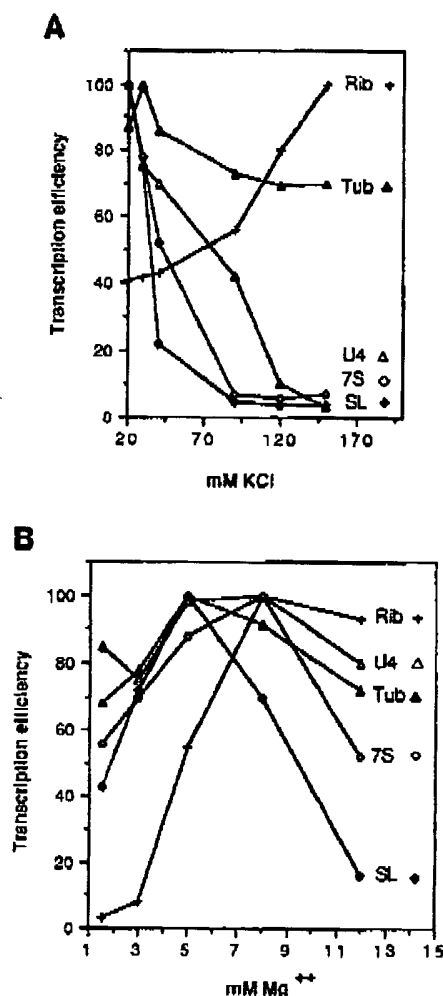 A
Transcription efficiency
100
80
60
40
20
0
Rib +
Tub ▲
U4 △
7S ○
SL ◆
20 70 120 170
mM KCl
B
Transcription efficiency
100
80
60
40
20
0
Rib +
U4 △
Tub ▲
7S ○
SL ◆
1 3 5 7 9 11 13 15
mM Mg ++